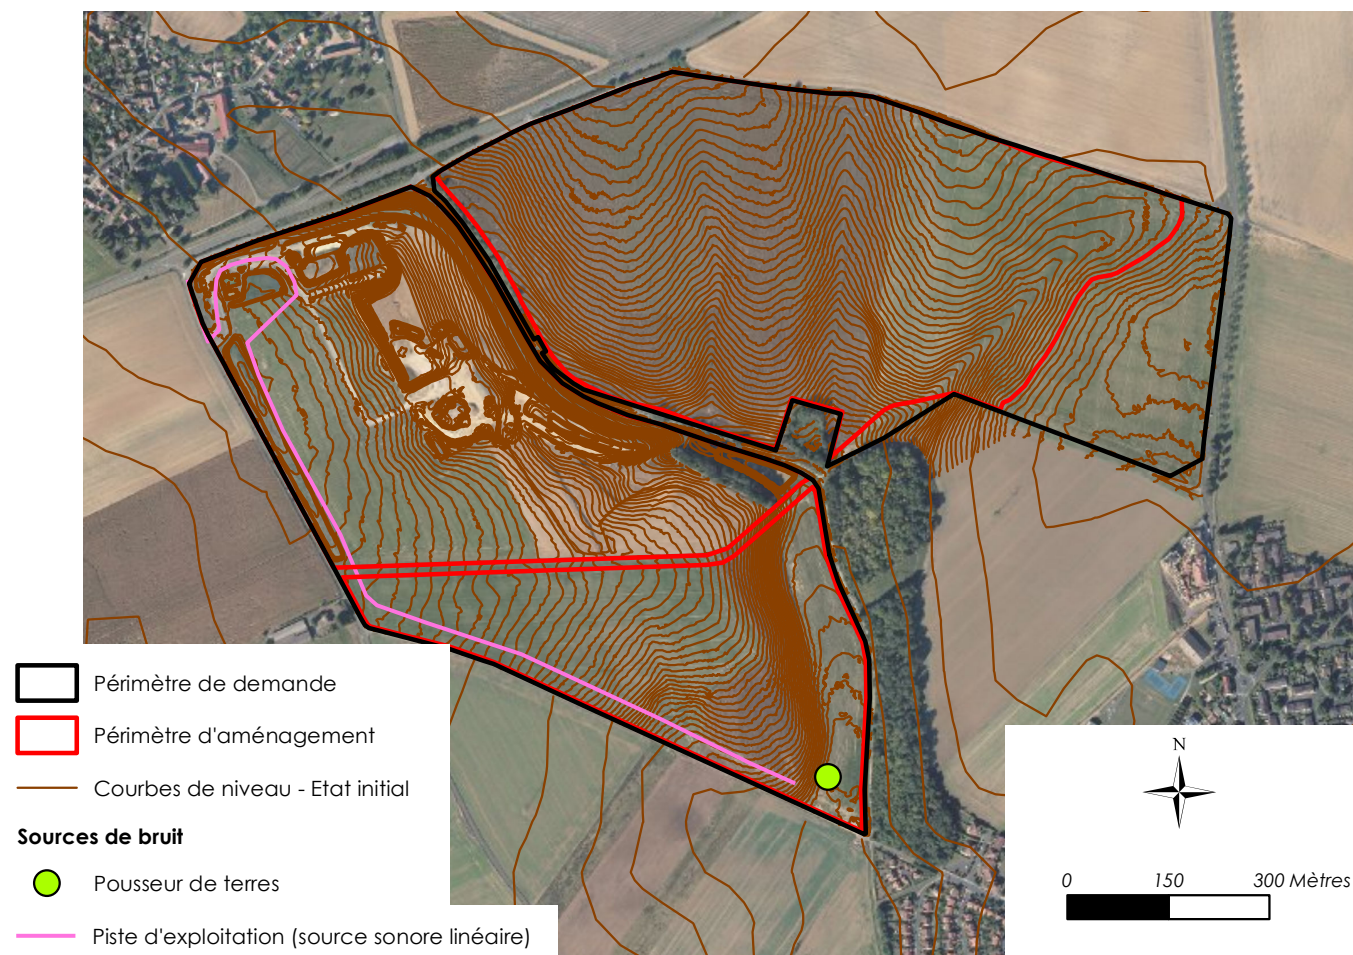 Périmètre de demande
Périmètre d'aménagement
Courbes de niveau - Etat initial
Sources de bruit
Pousseur de terres
Piste d'exploitation (source sonore linéaire)
N
0 150 300 Mètres